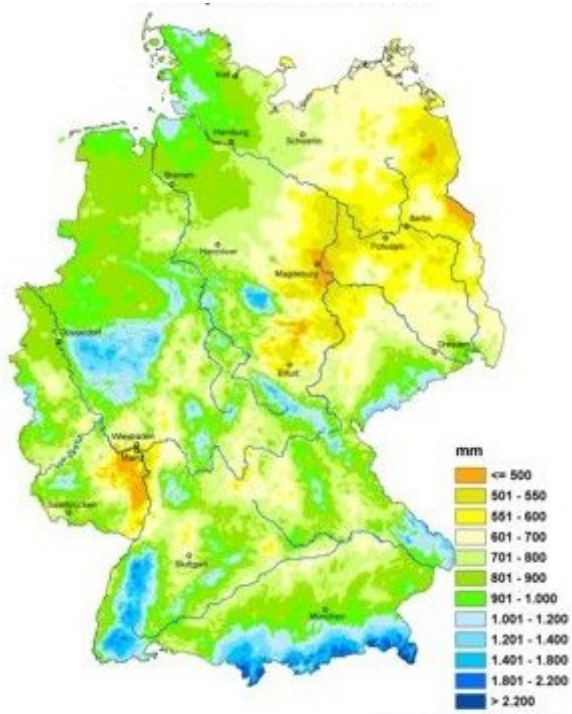 Kiel
Hamburg
Schwerin
Bremen
Berlin
Potsdam
Hannover
Magdeburg
Düsseldorf
Dresden
Erfurt
Wiesbaden
Mainz
Saarbrücken
Stuttgart
München
mm
<= 500
501 - 550
551 - 600
601 - 700
701 - 800
801 - 900
901 - 1.000
1.001 - 1.200
1.201 - 1.400
1.401 - 1.800
1.801 - 2.200
> 2.200